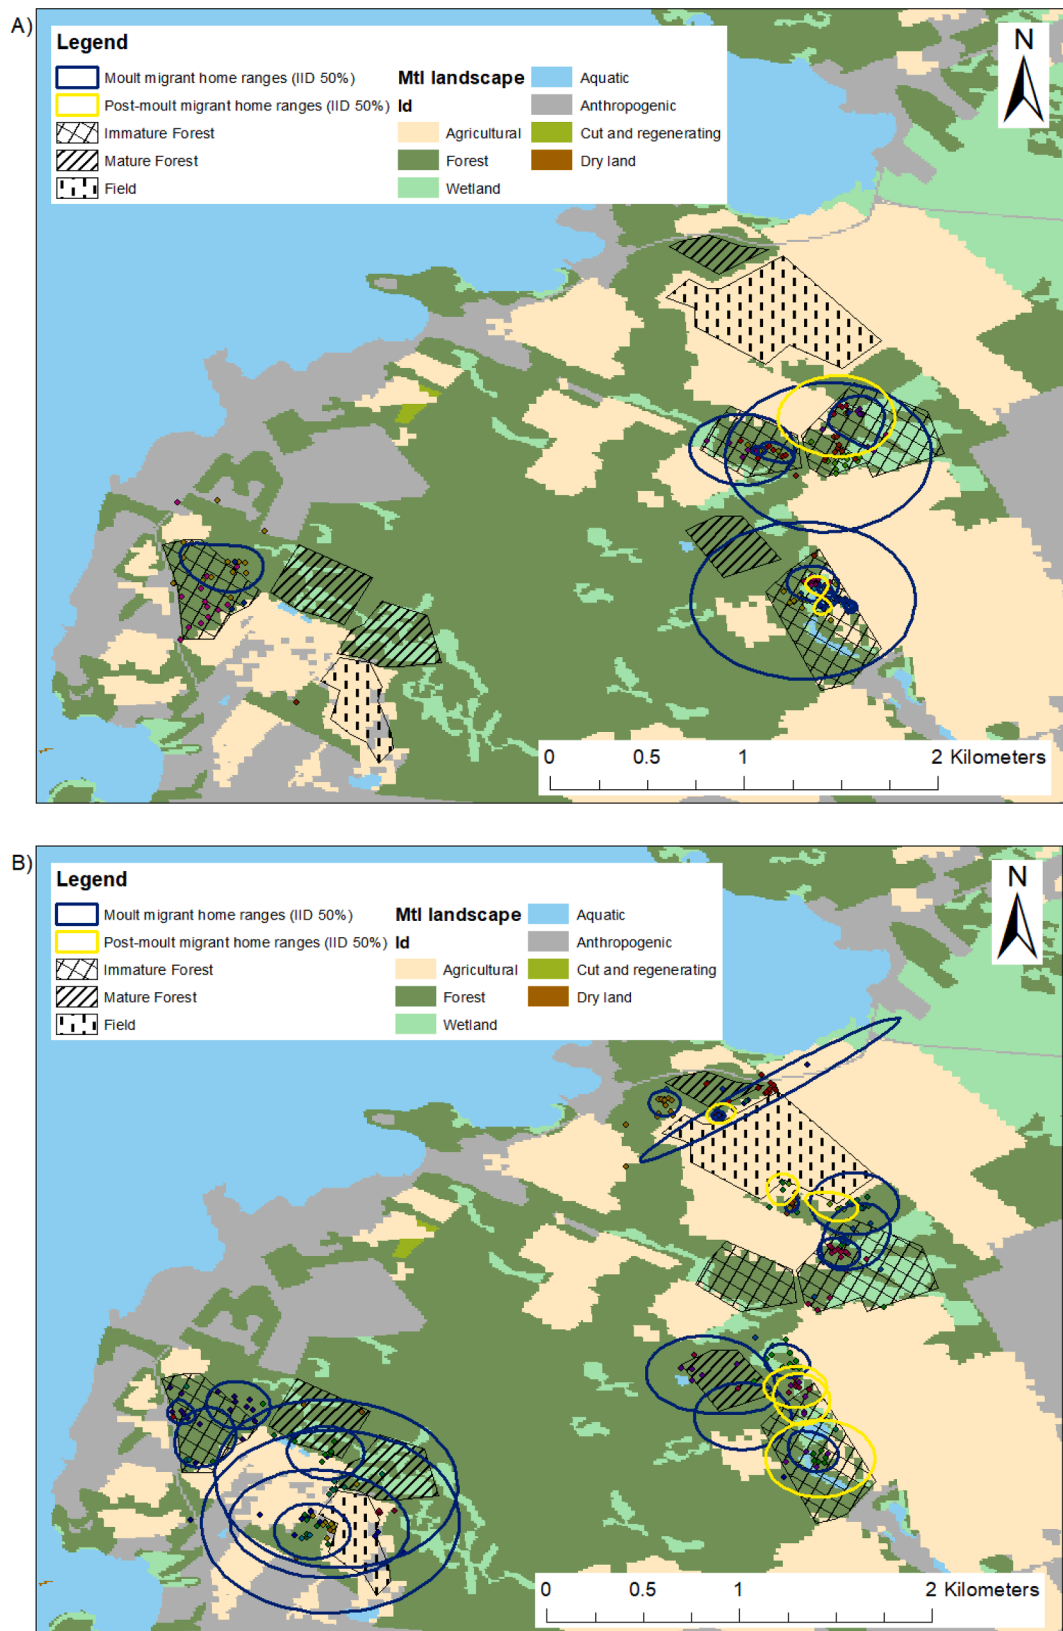 A)
Legend
Moult migrant home ranges (IID 50%)
Post-moult migrant home ranges (IID 50%)
Immature Forest
Mature Forest
Field
Mtl landscape
Id
Agricultural
Forest
Wetland
Aquatic
Anthropogenic
Cut and regenerating
Dry land
N
0 0.5 1 2 Kilometers
B)
Legend
Moult migrant home ranges (IID 50%)
Post-moult migrant home ranges (IID 50%)
Immature Forest
Mature Forest
Field
Mtl landscape
Id
Agricultural
Forest
Wetland
Aquatic
Anthropogenic
Cut and regenerating
Dry land
N
0 0.5 1 2 Kilometers